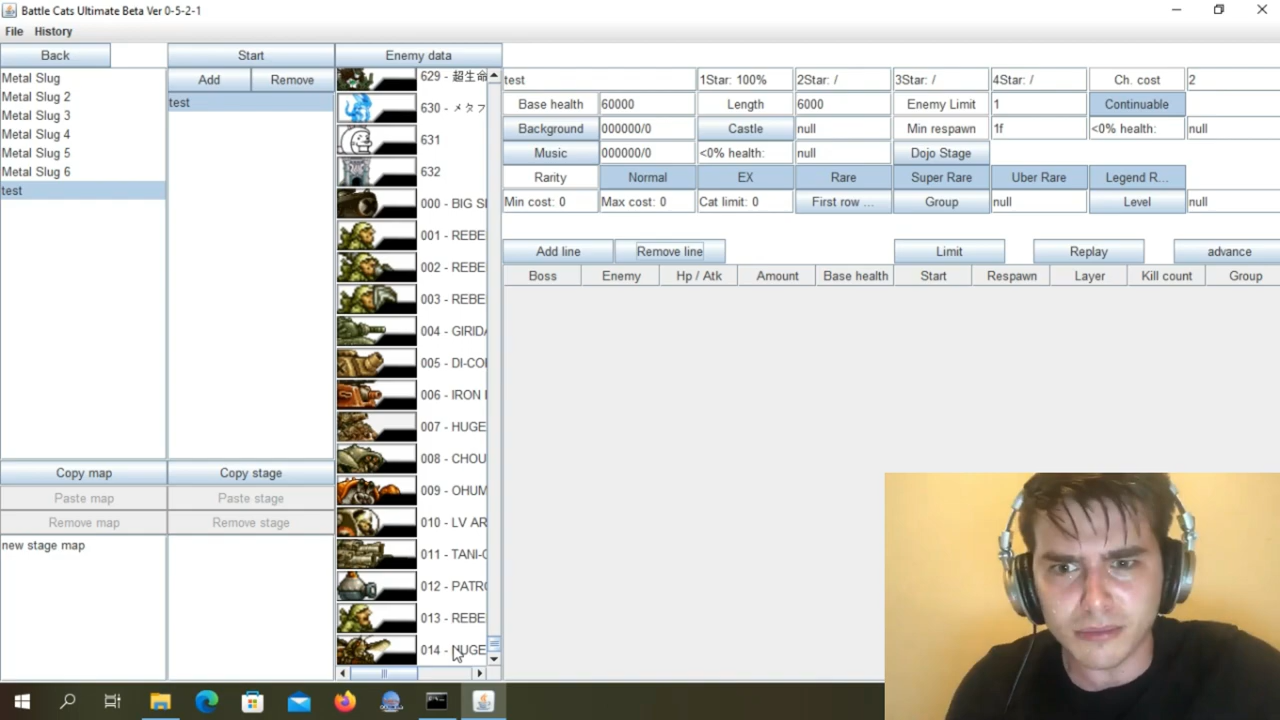 Battle Cats Ultimate Beta Ver 0-5-2-1
File History
Back Start Enemy data
Add Remove
Metal Slug
Metal Slug 2
Metal Slug 3
Metal Slug 4
Metal Slug 5
Metal Slug 6
test
test
629 - 超生命
630 - メタフ
631
632
000 - BIG SI
001 - REBE
002 - REBE
003 - REBE
004 - GIRIDA
005 - DI-COI
006 - IRON I
007 - HUGE
008 - CHOU
009 - OHUM
010 - LV AR
011 - TANI-C
012 - PATRO
013 - REBE
014 - HUGE
Copy map Copy stage
Paste map Paste stage
Remove map Remove stage
new stage map
test 1Star: 100% 2Star: / 3Star: / 4Star: / Ch. cost 2
Base health 60000 Length 6000 Enemy Limit 1 Continuable
Background 000000/0 Castle null Min respawn 1f <0% health: null
Music 000000/0 <0% health: null Dojo Stage
Rarity Normal EX Rare Super Rare Uber Rare Legend R...
Min cost: 0 Max cost: 0 Cat limit: 0 First row ... Group null Level null
Add line Remove line Limit Replay advance
Boss Enemy Hp / Atk Amount Base health Start Respawn Layer Kill count Group